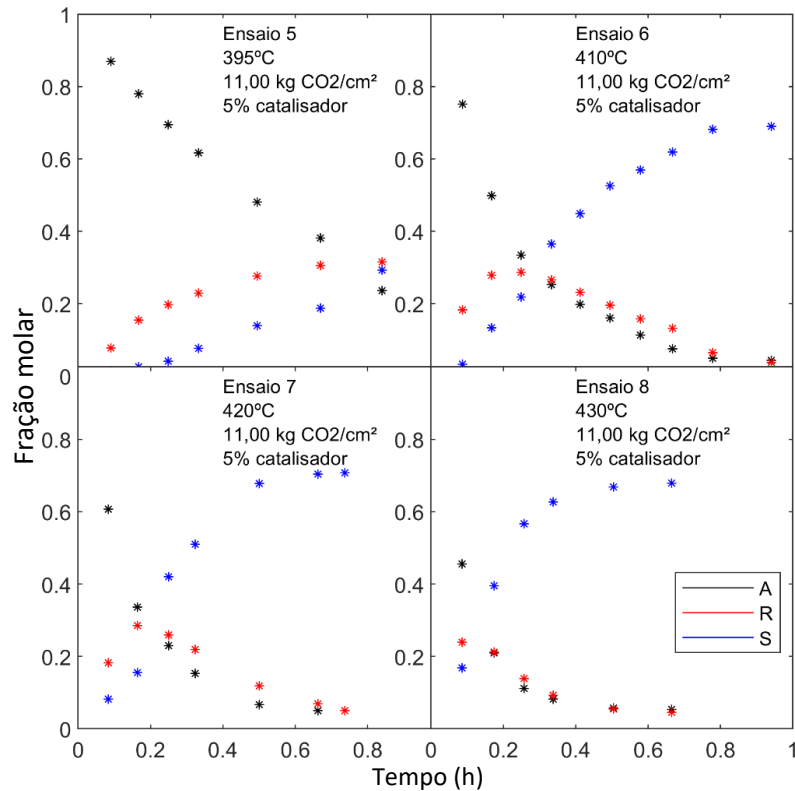 Ensaio 5
395ºC
11,00 kg CO2/cm²
5% catalisador
Ensaio 6
410ºC
11,00 kg CO2/cm²
5% catalisador
1
0.8
0.6
0.4
0.2
0
Ensaio 7
420ºC
11,00 kg CO2/cm²
5% catalisador
Ensaio 8
430ºC
11,00 kg CO2/cm²
5% catalisador
0.8
0.6
0.4
0.2
0
A
R
S
0 0.2 0.4 0.6 0.8 0 0.2 0.4 0.6 0.8 1
Fração molar
Tempo (h)